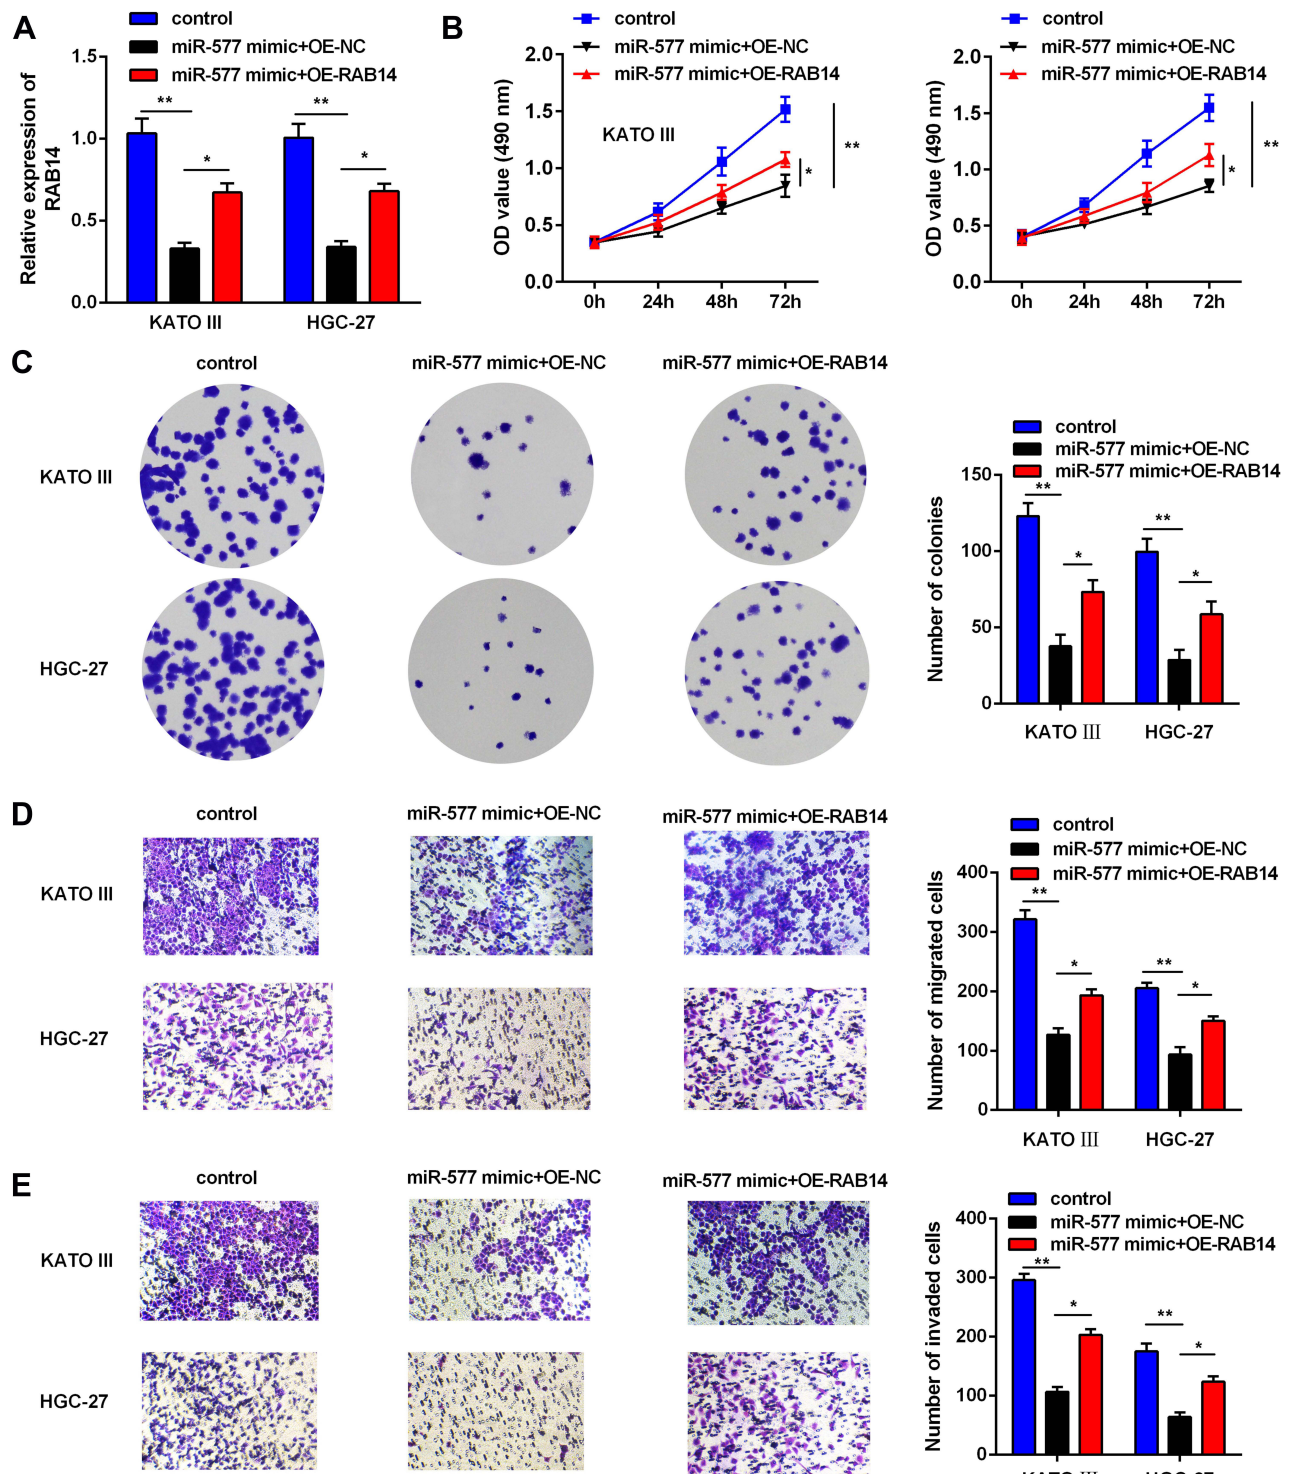 A
control
miR-577 mimic+OE-NC
miR-577 mimic+OE-RAB14
Relative expression of
RAB14
1.5
1.0
0.5
0.0
**
*
**
*
KATO III
HGC-27
B
control
miR-577 mimic+OE-NC
miR-577 mimic+OE-RAB14
OD value (490 nm)
2.0
1.5
1.0
0.5
0.0
KATO III
*
**
0h
24h
48h
72h
control
miR-577 mimic+OE-NC
miR-577 mimic+OE-RAB14
OD value (490 nm)
2.0
1.5
1.0
0.5
0.0
*
**
0h
24h
48h
72h
C
control
miR-577 mimic+OE-NC
miR-577 mimic+OE-RAB14
KATO III
HGC-27
control
miR-577 mimic+OE-NC
miR-577 mimic+OE-RAB14
Number of colonies
150
100
50
0
**
*
**
*
KATO III
HGC-27
D
control
miR-577 mimic+OE-NC
miR-577 mimic+OE-RAB14
KATO III
HGC-27
control
miR-577 mimic+OE-NC
miR-577 mimic+OE-RAB14
Number of migrated cells
400
300
200
100
0
**
*
**
*
KATO III
HGC-27
E
control
miR-577 mimic+OE-NC
miR-577 mimic+OE-RAB14
KATO III
HGC-27
control
miR-577 mimic+OE-NC
miR-577 mimic+OE-RAB14
Number of invaded cells
400
300
200
100
0
**
*
**
*